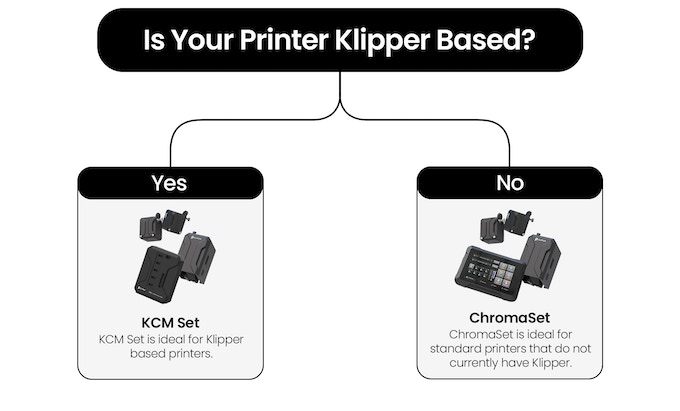 Is Your Printer Klipper Based?
Yes
No
KCM Set
KCM Set is ideal for Klipper
based printers.
ChromaSet
ChromaSet is ideal for
standard printers that do not
currently have Klipper.